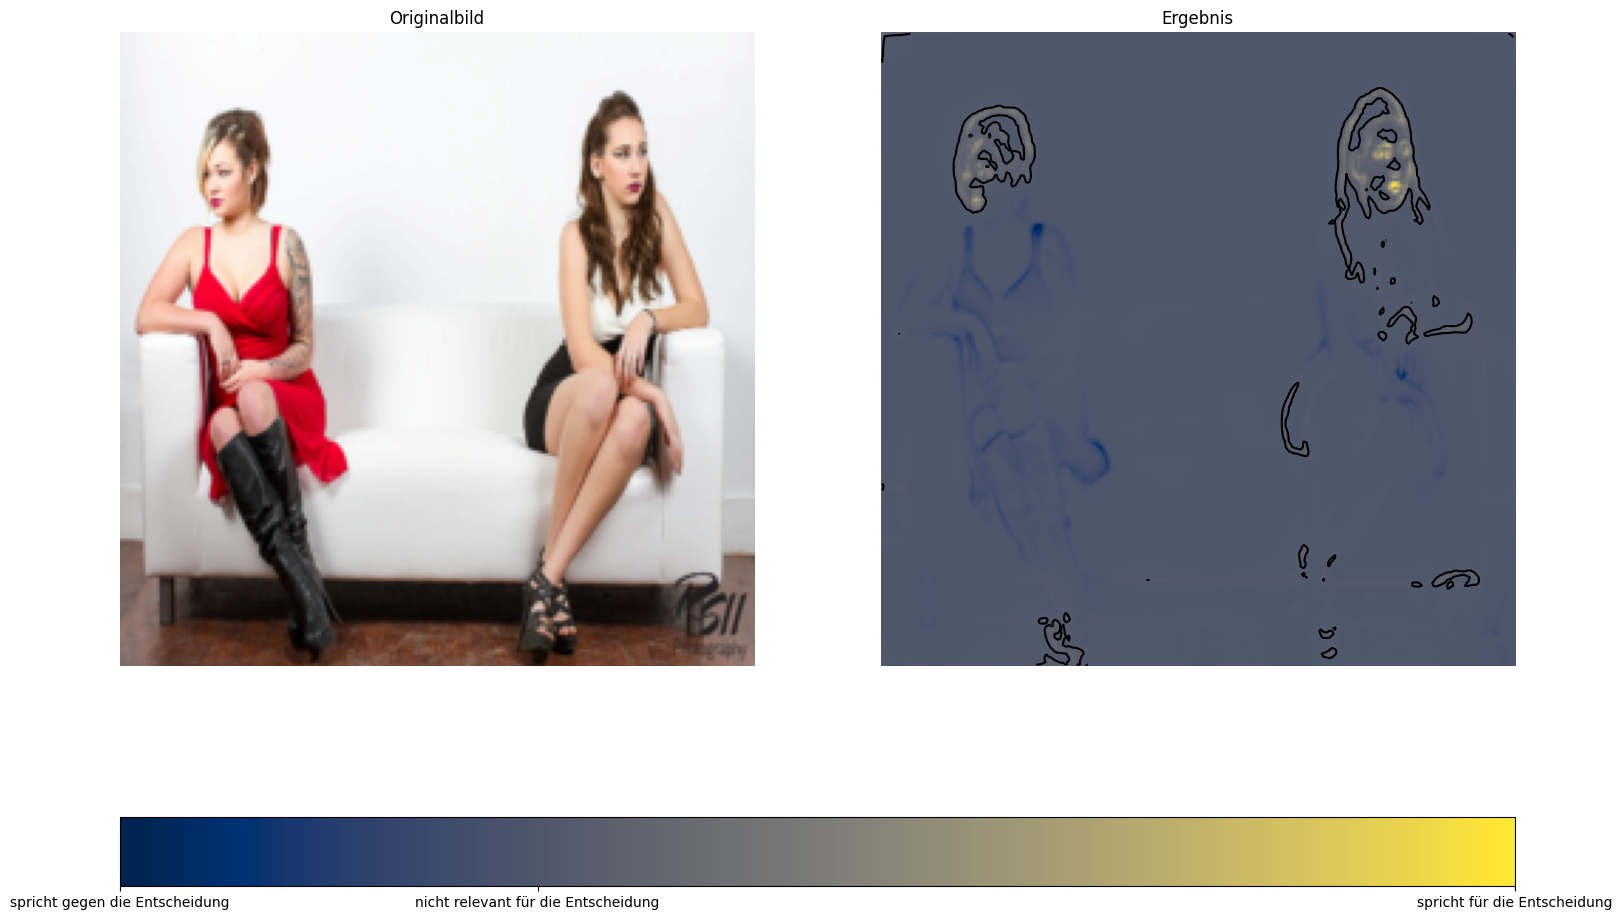 Originalbild
Ergebnis
PSII
Photography
spricht gegen die Entscheidung
nicht relevant für die Entscheidung
spricht für die Entscheidung